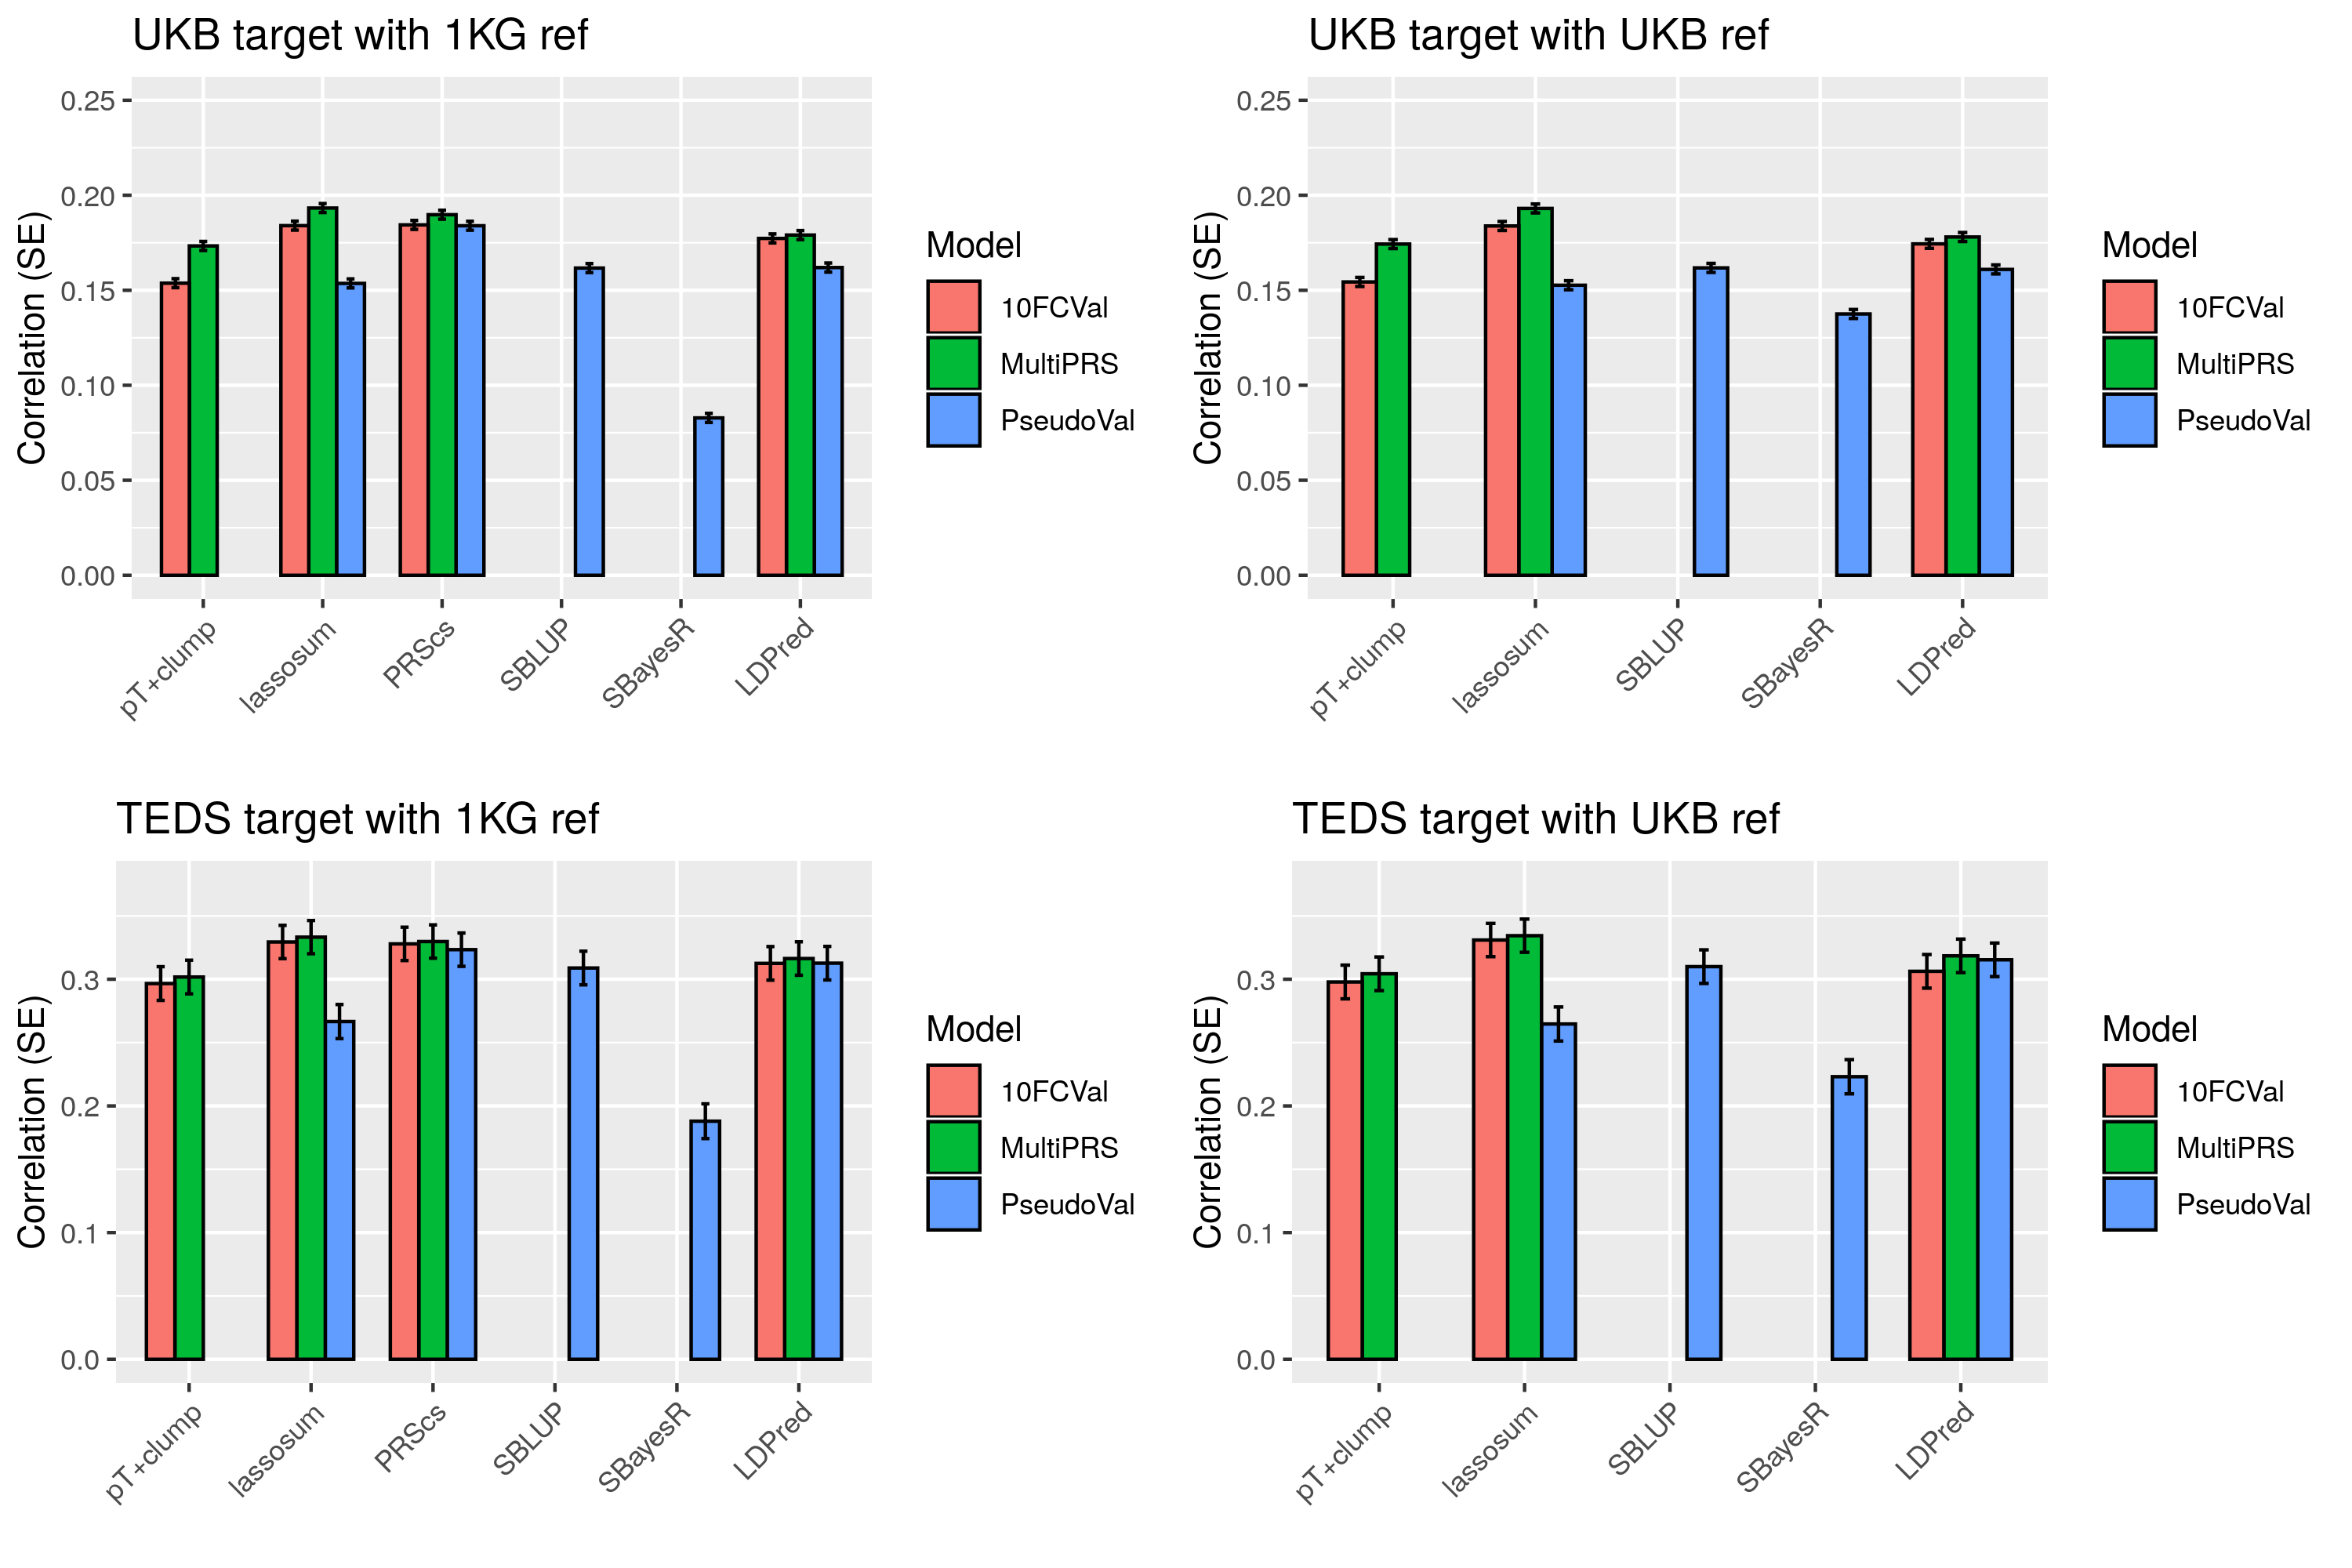 UKB target with 1KG ref
Correlation (SE)
0.25
0.20
0.15
0.10
0.05
0.00
pT+clump
lassosum
PRScs
SBLUP
SBayesR
LDPred
Model
10FCVal
MultiPRS
PseudoVal
UKB target with UKB ref
Correlation (SE)
0.25
0.20
0.15
0.10
0.05
0.00
pT+clump
lassosum
SBLUP
SBayesR
LDPred
Model
10FCVal
MultiPRS
PseudoVal
TEDS target with 1KG ref
Correlation (SE)
0.3
0.2
0.1
0.0
pT+clump
lassosum
PRScs
SBLUP
SBayesR
LDPred
Model
10FCVal
MultiPRS
PseudoVal
TEDS target with UKB ref
Correlation (SE)
0.3
0.2
0.1
0.0
pT+clump
lassosum
SBLUP
SBayesR
LDPred
Model
10FCVal
MultiPRS
PseudoVal